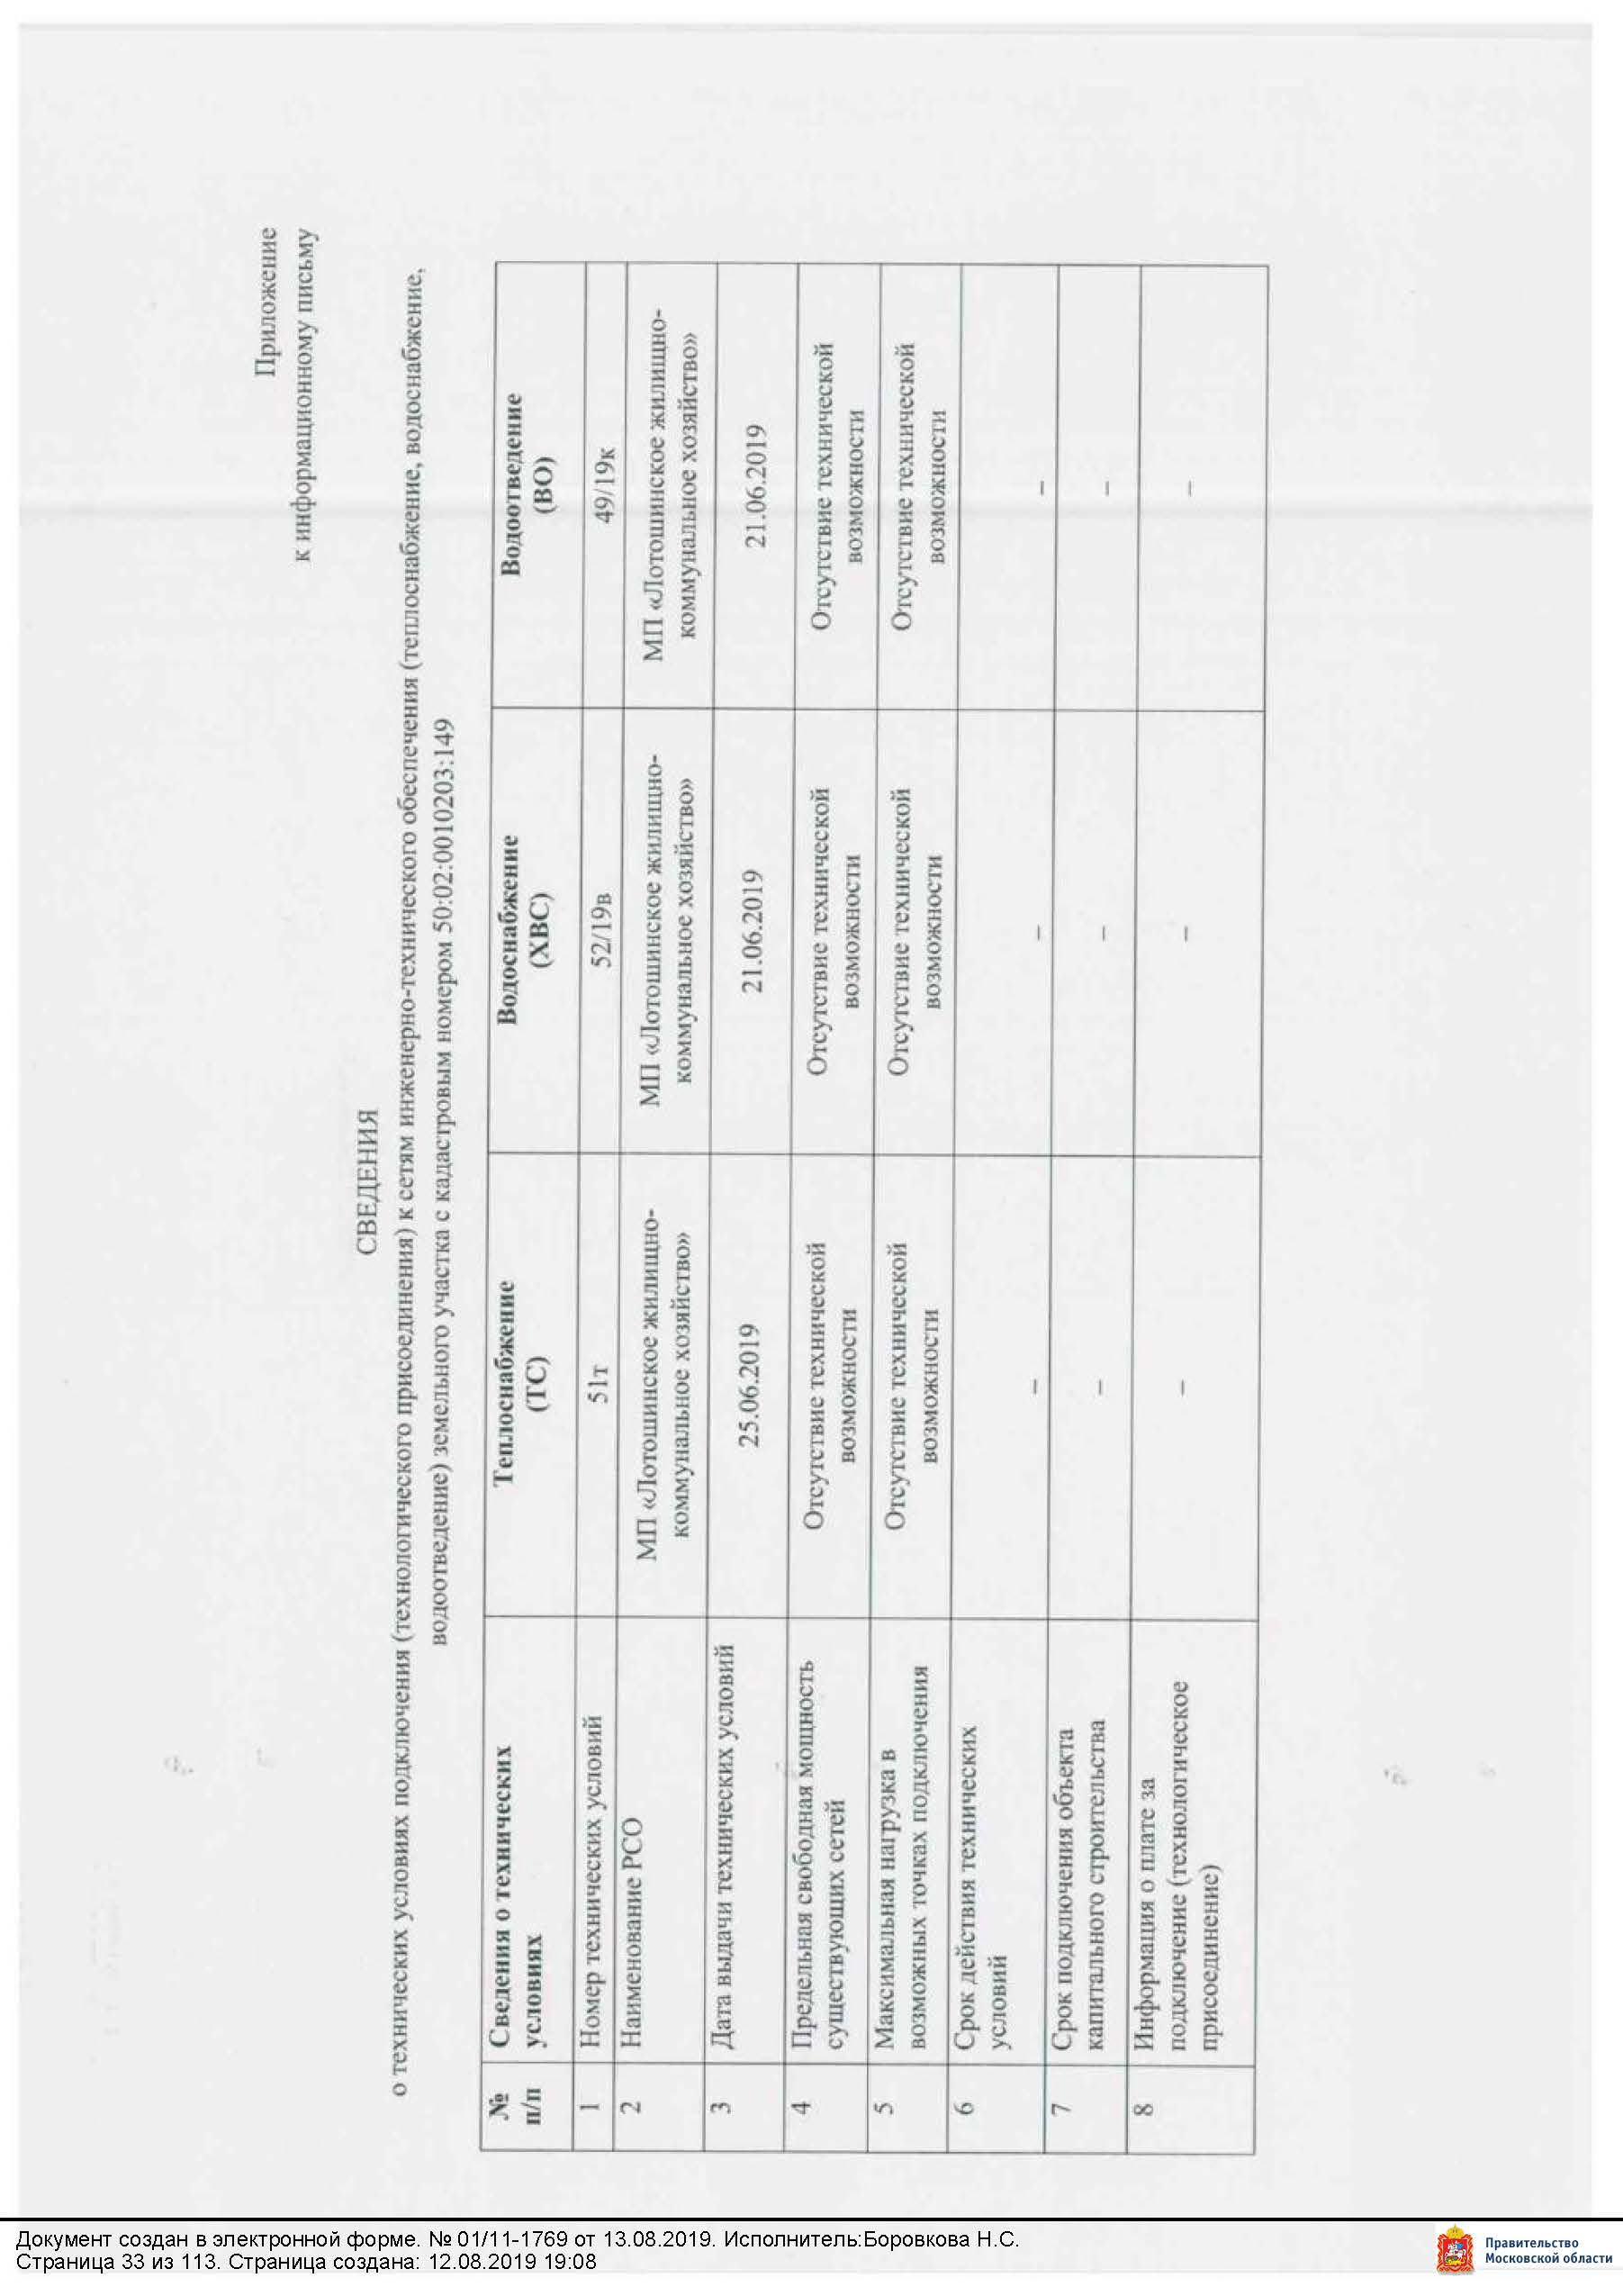 Приложение
к информационному письму
СВЕДЕНИЯ
о технических условиях подключения (технологического присоединения) к сетям инженерно-технического обеспечения (теплоснабжение, водоснабжение,
водоотведение) земельного участка с кадастровым номером 50:02:0010203:149
№ п/п Сведения о технических условиях Теплоснабжение (ТС) Водоснабжение (ХВС) Водоотведение (ВО)
1 Номер технических условий 51т 52/19в 49/19к
2 Наименование РСО МП «Лотошинское жилищно-коммунальное хозяйство» МП «Лотошинское жилищно-коммунальное хозяйство» МП «Лотошинское жилищно-коммунальное хозяйство»
3 Дата выдачи технических условий 25.06.2019 21.06.2019 21.06.2019
4 Предельная свободная мощность существующих сетей Отсутствие технической возможности Отсутствие технической возможности Отсутствие технической возможности
5 Максимальная нагрузка в возможных точках подключения Отсутствие технической возможности Отсутствие технической возможности Отсутствие технической возможности
6 Срок действия технических условий – – –
7 Срок подключения объекта капитального строительства – – –
8 Информация о плате за подключение (технологическое присоединение) – – –
Документ создан в электронной форме. № 01/11-1769 от 13.08.2019. Исполнитель:Боровкова Н.С.
Страница 33 из 113. Страница создана: 12.08.2019 19:08
Правительство
Московской области